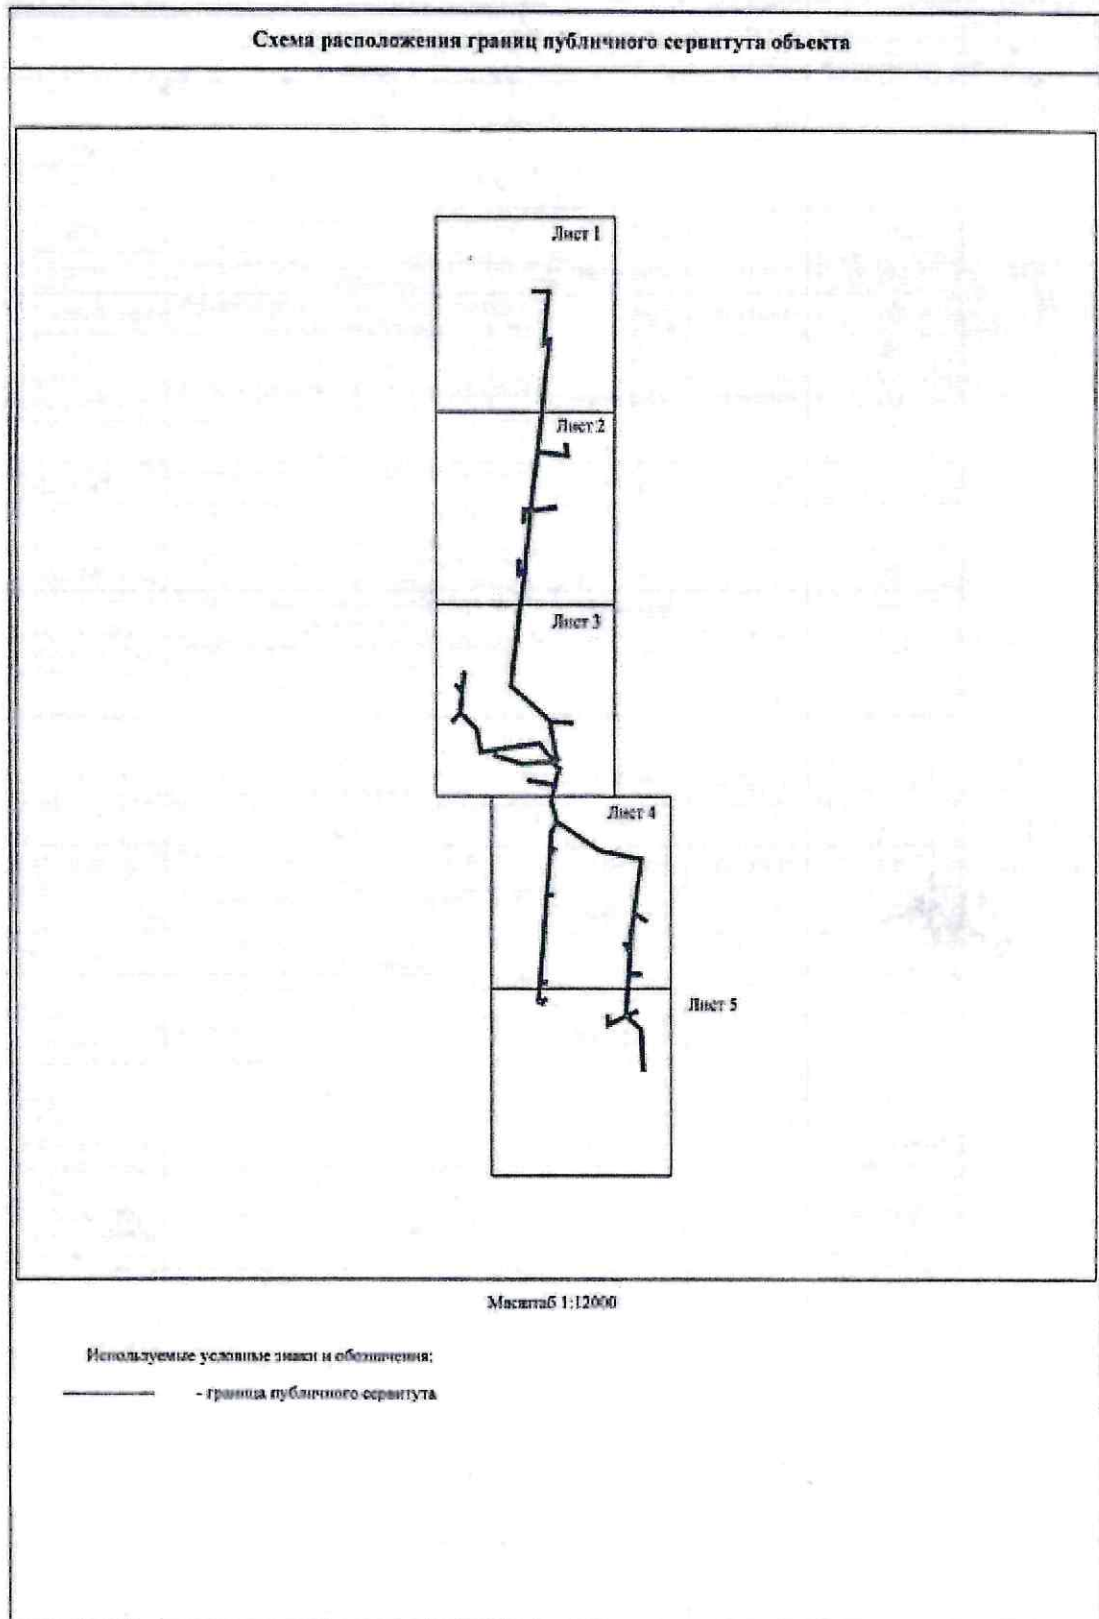 Схема расположения границ публичного сервитута объекта
Лист 1
Лист 2
Лист 3
Лист 4
Лист 5
Масштаб 1:12000
Используемые условные знаки и обозначения:
- граница публичного сервитута